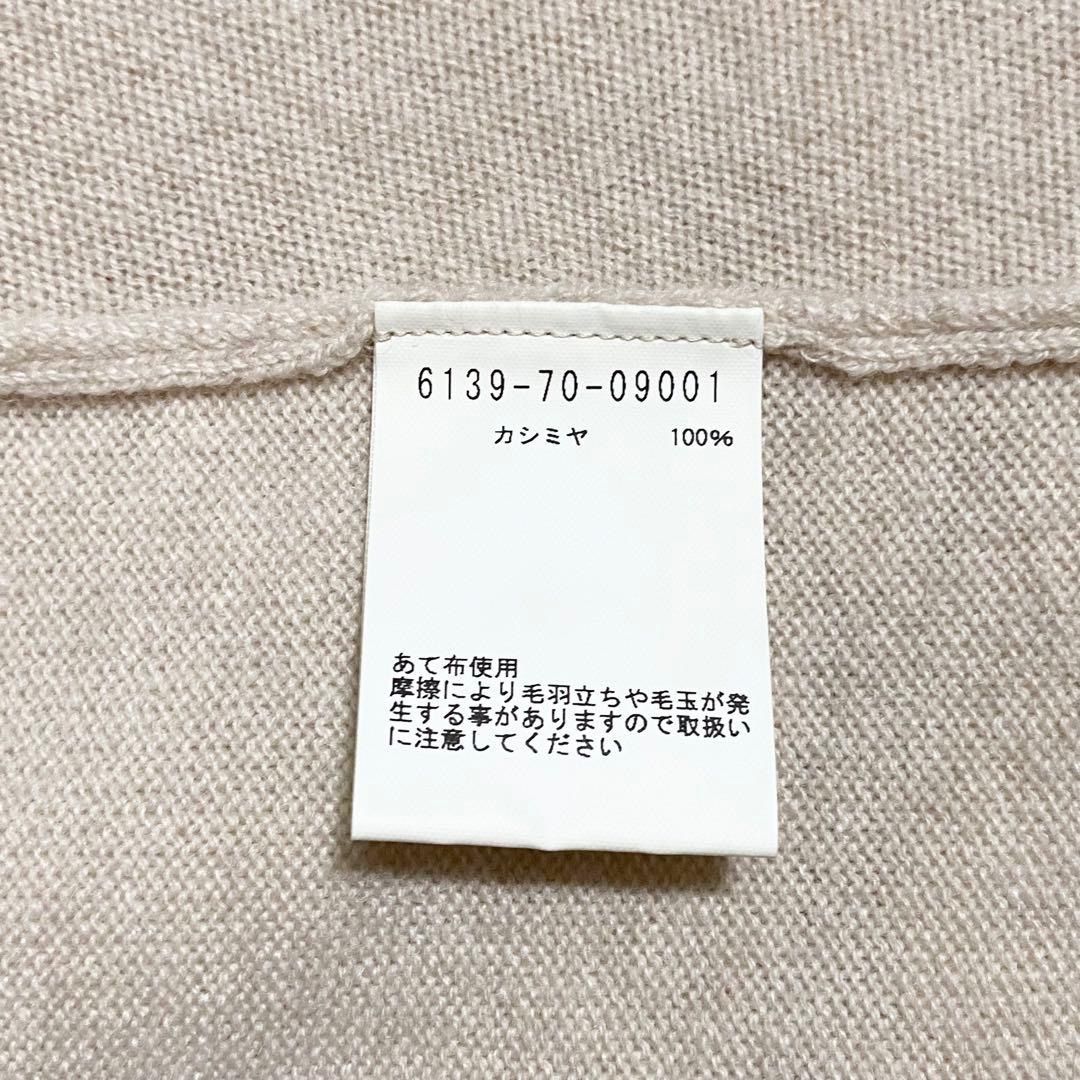 6139-70-09001
カシミヤ 100%
あて布使用
摩擦により毛羽立ちや毛玉が発
生する事がありますので取扱い
に注意してください